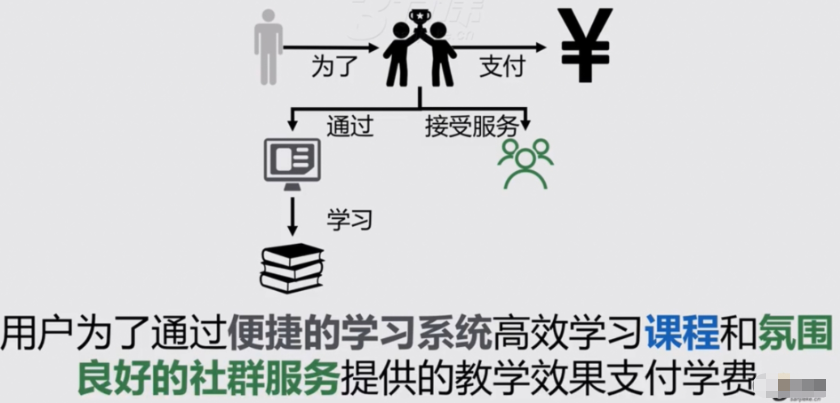 为了
支付
¥
通过
接受服务
学习
用户为了通过便捷的学习系统高效学习课程和氛围
良好的社群服务提供的教学效果支付学费